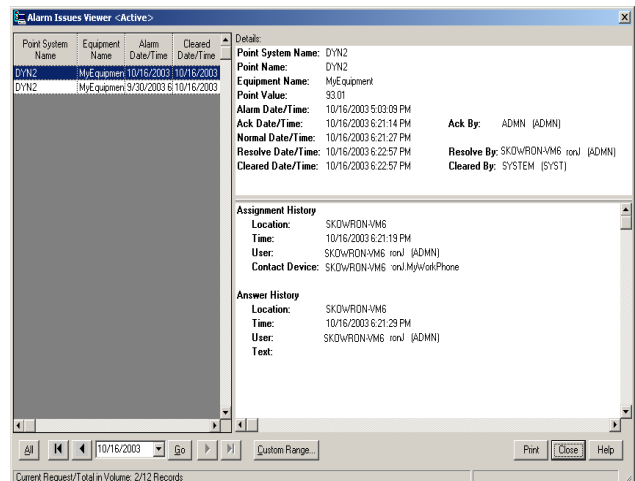 Alarm Issues Viewer <Active>
Point System Name Equipment Name Alarm Date/Time Cleared Date/Time
DYN2 MyEquipmen 10/16/2003 10/16/2003
DYN2 MyEquipmen 9/30/2003 6 10/16/2003
Details:
Point System Name: DYN2
Point Name: DYN2
Equipment Name: MyEquipment
Point Value: 93.01
Alarm Date/Time: 10/16/2003 5:03:09 PM
Ack Date/Time: 10/16/2003 6:21:14 PM Ack By: ADMN (ADMN)
Normal Date/Time: 10/16/2003 6:21:27 PM
Resolve Date/Time: 10/16/2003 6:22:57 PM Resolve By: SKOWRON-VM6 ronJ (ADMN)
Cleared Date/Time: 10/16/2003 6:22:57 PM Cleared By: SYSTEM (SYST)
Assignment History
Location: SKOWRON-VM6
Time: 10/16/2003 6:21:19 PM
User: SKOWRON-VM6 ronJ (ADMN)
Contact Device: SKOWRON-VM6 ronJ.MyWorkPhone
Answer History
Location: SKOWRON-VM6
Time: 10/16/2003 6:21:29 PM
User: SKOWRON-VM6 ronJ (ADMN)
Text:
All 10/16/2003 Go Custom Range... Print Close Help
Current Request/Total in Volume: 2/12 Records